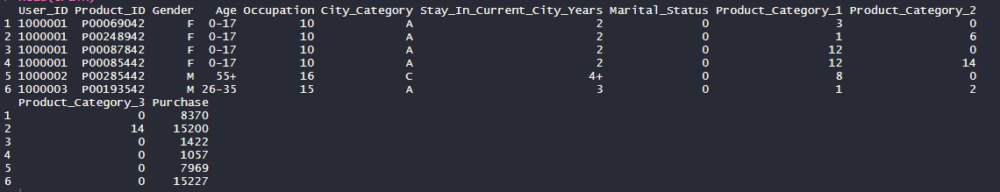 User_ID Product_ID Gender Age Occupation City_Category Stay_In_Current_City_Years Marital_Status Product_Category_1 Product_Category_2
1 1000001 P00069042 F 0-17 10 A 2 0 3 0
2 1000001 P00248942 F 0-17 10 A 2 0 1 6
3 1000001 P00087842 F 0-17 10 A 2 0 12 0
4 1000001 P00085442 F 0-17 10 A 2 0 12 14
5 1000002 P00285442 M 55+ 16 C 4+ 0 8 0
6 1000003 P00193542 M 26-35 15 A 3 0 1 2
Product_Category_3 Purchase
1 0 8370
2 14 15200
3 0 1422
4 0 1057
5 0 7969
6 0 15227